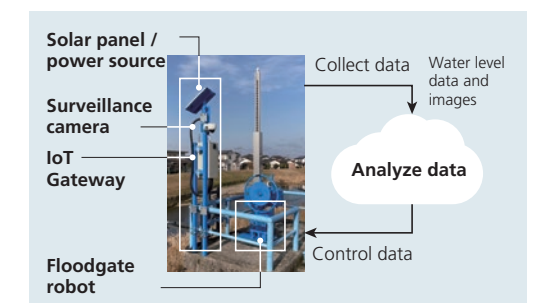 Solar panel /
power source
Surveillance
camera
IoT
Gateway
Floodgate
robot
Collect data
Water level
data and
images
Analyze data
Control data